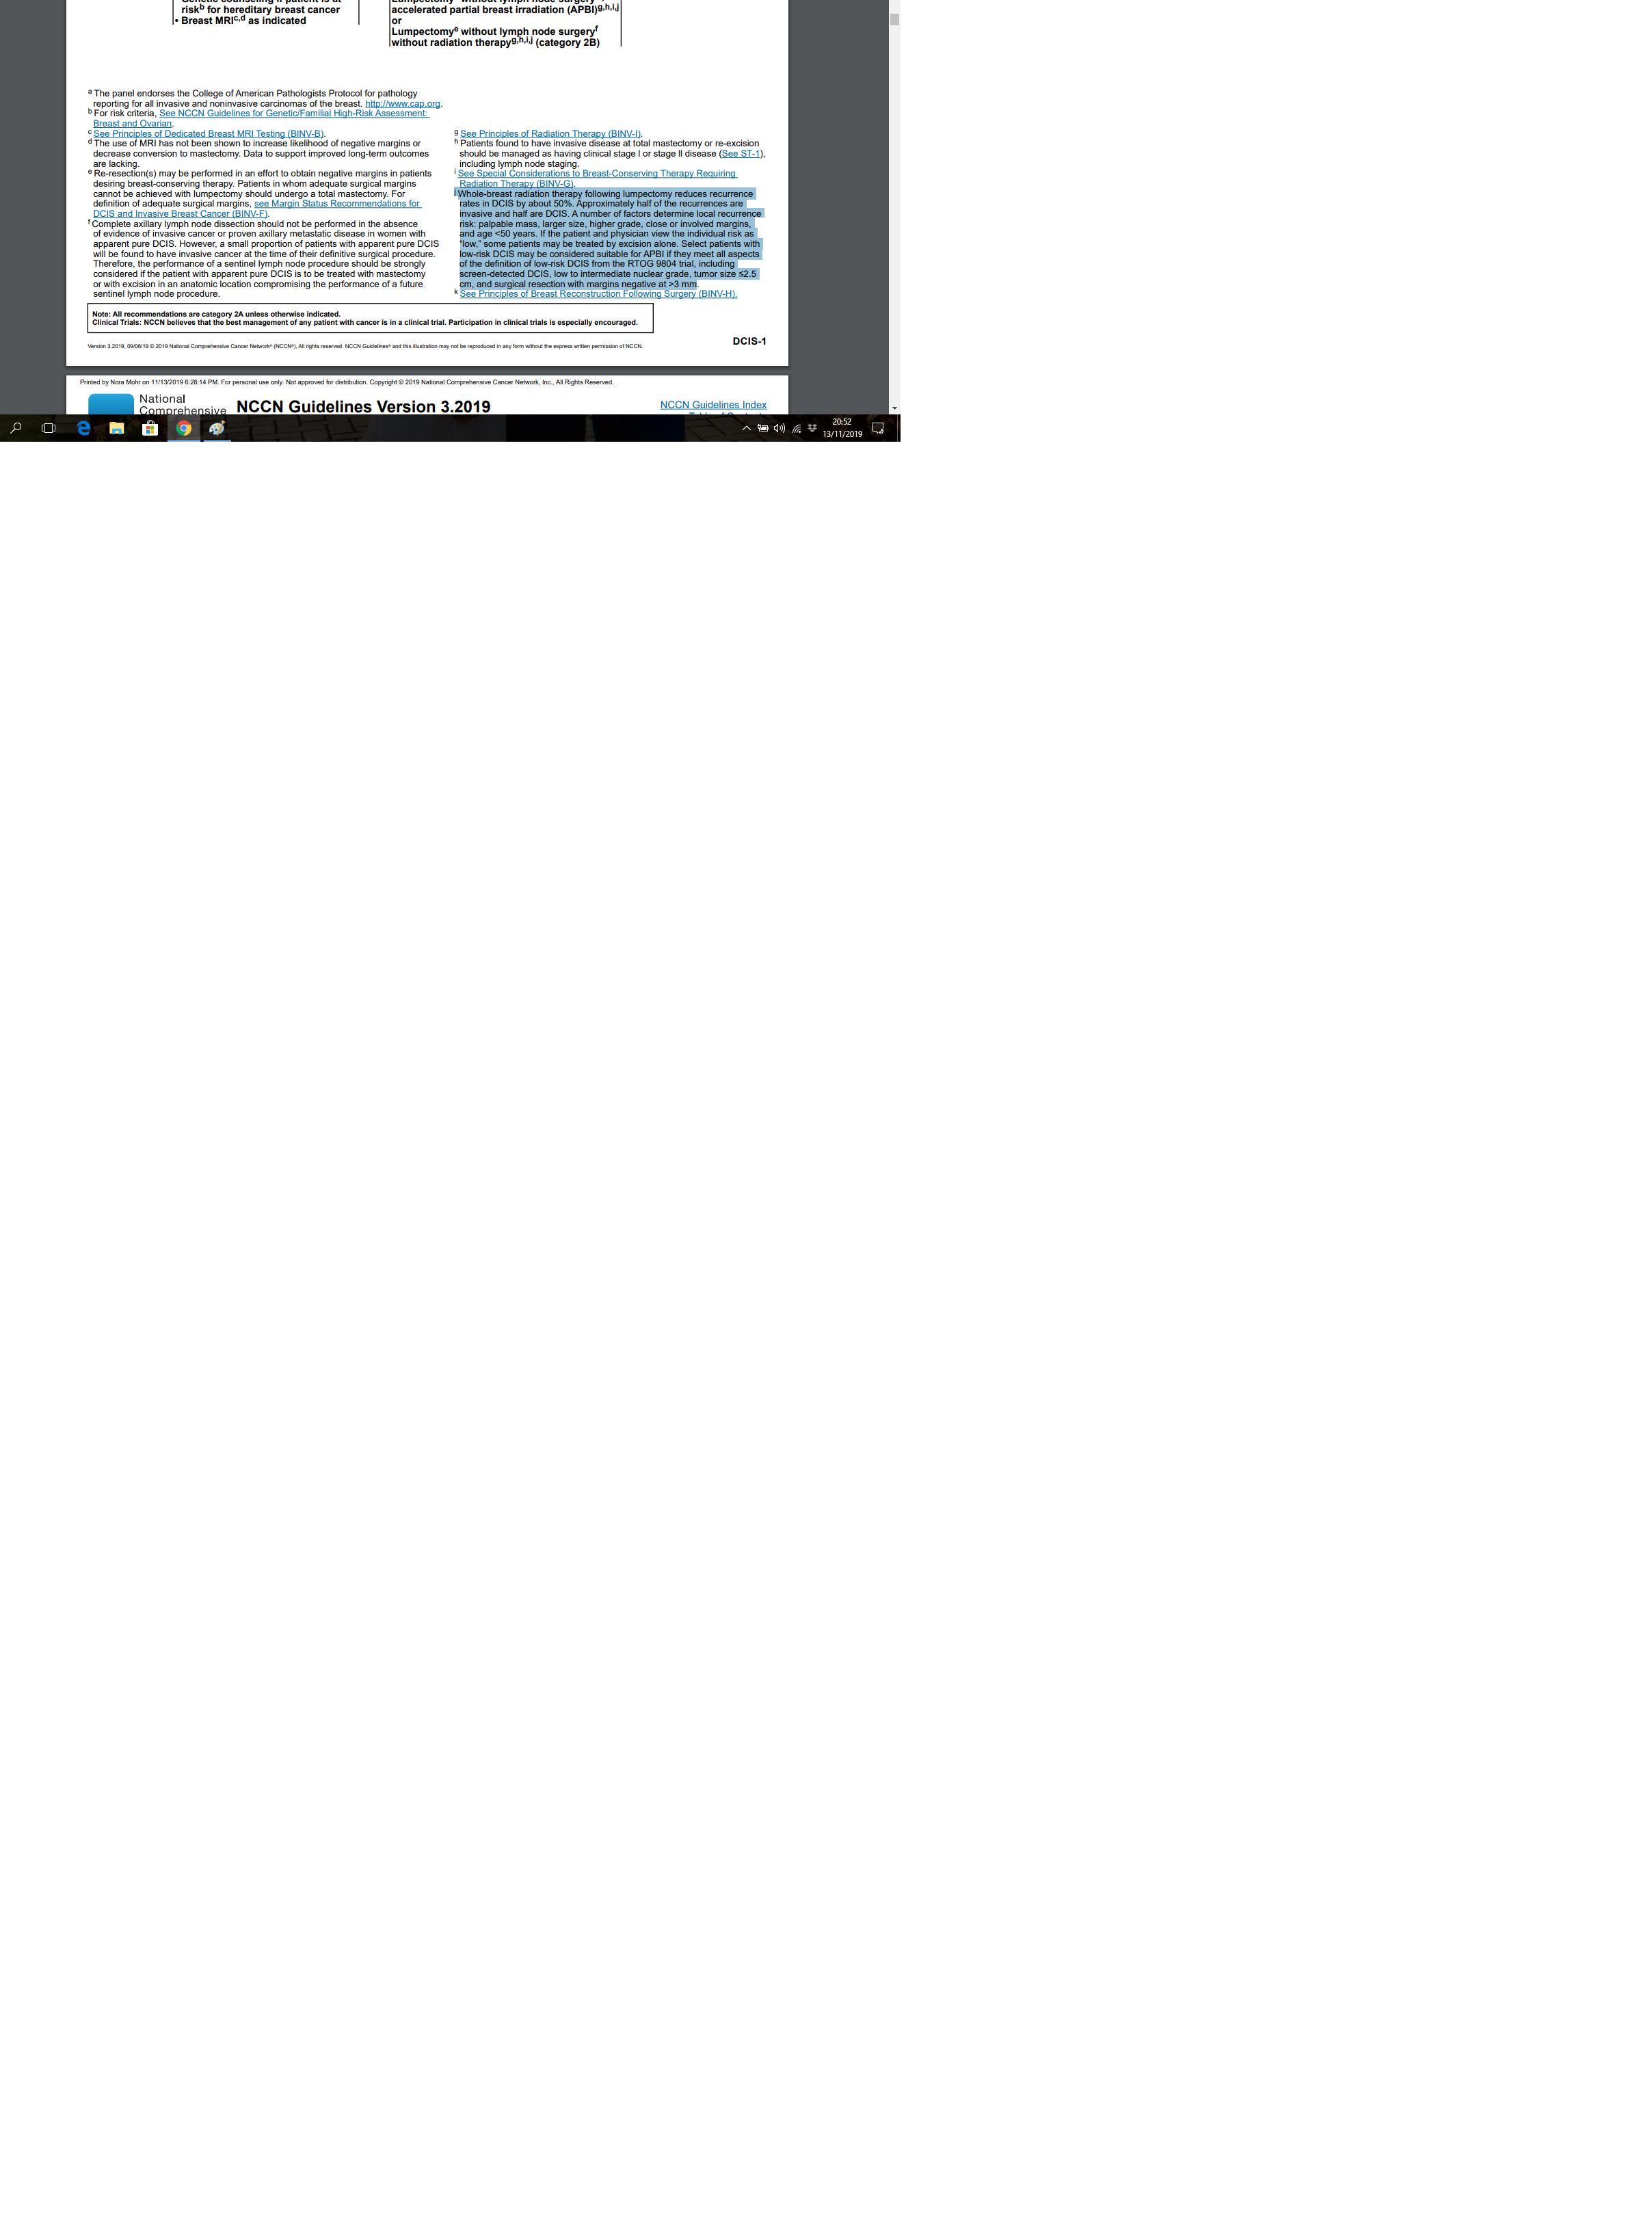 riskᵇ for hereditary breast cancer
• Breast MRIᶜ,ᵈ as indicated
accelerated partial breast irradiation (APBI)ᵍ,ʰ,ⁱ,ʲ
or
Lumpectomyᵉ without lymph node surgeryᶠ
without radiation therapyᵍ,ʰ,ⁱ,ʲ (category 2B)
ᵃ The panel endorses the College of American Pathologists Protocol for pathology
reporting for all invasive and noninvasive carcinomas of the breast. http://www.cap.org.
ᵇ For risk criteria, See NCCN Guidelines for Genetic/Familial High-Risk Assessment:
Breast and Ovarian.
ᶜ See Principles of Dedicated Breast MRI Testing (BINV-B).
ᵈ The use of MRI has not been shown to increase likelihood of negative margins or
decrease conversion to mastectomy. Data to support improved long-term outcomes
are lacking.
ᵉ Re-resection(s) may be performed in an effort to obtain negative margins in patients
desiring breast-conserving therapy. Patients in whom adequate surgical margins
cannot be achieved with lumpectomy should undergo a total mastectomy. For
definition of adequate surgical margins, see Margin Status Recommendations for
DCIS and Invasive Breast Cancer (BINV-F).
ᶠ Complete axillary lymph node dissection should not be performed in the absence
of evidence of invasive cancer or proven axillary metastatic disease in women with
apparent pure DCIS. However, a small proportion of patients with apparent pure DCIS
will be found to have invasive cancer at the time of their definitive surgical procedure.
Therefore, the performance of a sentinel lymph node procedure should be strongly
considered if the patient with apparent pure DCIS is to be treated with mastectomy
or with excision in an anatomic location compromising the performance of a future
sentinel lymph node procedure.
ᵍ See Principles of Radiation Therapy (BINV-I).
ʰ Patients found to have invasive disease at total mastectomy or re-excision
should be managed as having clinical stage l or stage ll disease (See ST-1),
including lymph node staging.
ⁱ See Special Considerations to Breast-Conserving Therapy Requiring
Radiation Therapy (BINV-G).
ʲ Whole-breast radiation therapy following lumpectomy reduces recurrence
rates in DCIS by about 50%. Approximately half of the recurrences are
invasive and half are DCIS. A number of factors determine local recurrence
risk: palpable mass, larger size, higher grade, close or involved margins,
and age <50 years. If the patient and physician view the individual risk as
“low,” some patients may be treated by excision alone. Select patients with
low-risk DCIS may be considered suitable for APBI if they meet all aspects
of the definition of low-risk DCIS from the RTOG 9804 trial, including
screen-detected DCIS, low to intermediate nuclear grade, tumor size ≤2.5
cm, and surgical resection with margins negative at >3 mm.
ᵏ See Principles of Breast Reconstruction Following Surgery (BINV-H).
Note: All recommendations are category 2A unless otherwise indicated.
Clinical Trials: NCCN believes that the best management of any patient with cancer is in a clinical trial. Participation in clinical trials is especially encouraged.
DCIS-1
Version 3.2019, 09/06/19 © 2019 National Comprehensive Cancer Network® (NCCN®), All rights reserved. NCCN Guidelines® and this illustration may not be reproduced in any form without the express written permission of NCCN.
Printed by Nora Mohr on 11/13/2019 6:28:14 PM. For personal use only. Not approved for distribution. Copyright © 2019 National Comprehensive Cancer Network, Inc., All Rights Reserved.
National
Comprehensive
NCCN Guidelines Version 3.2019
NCCN Guidelines Index
20:52
13/11/2019